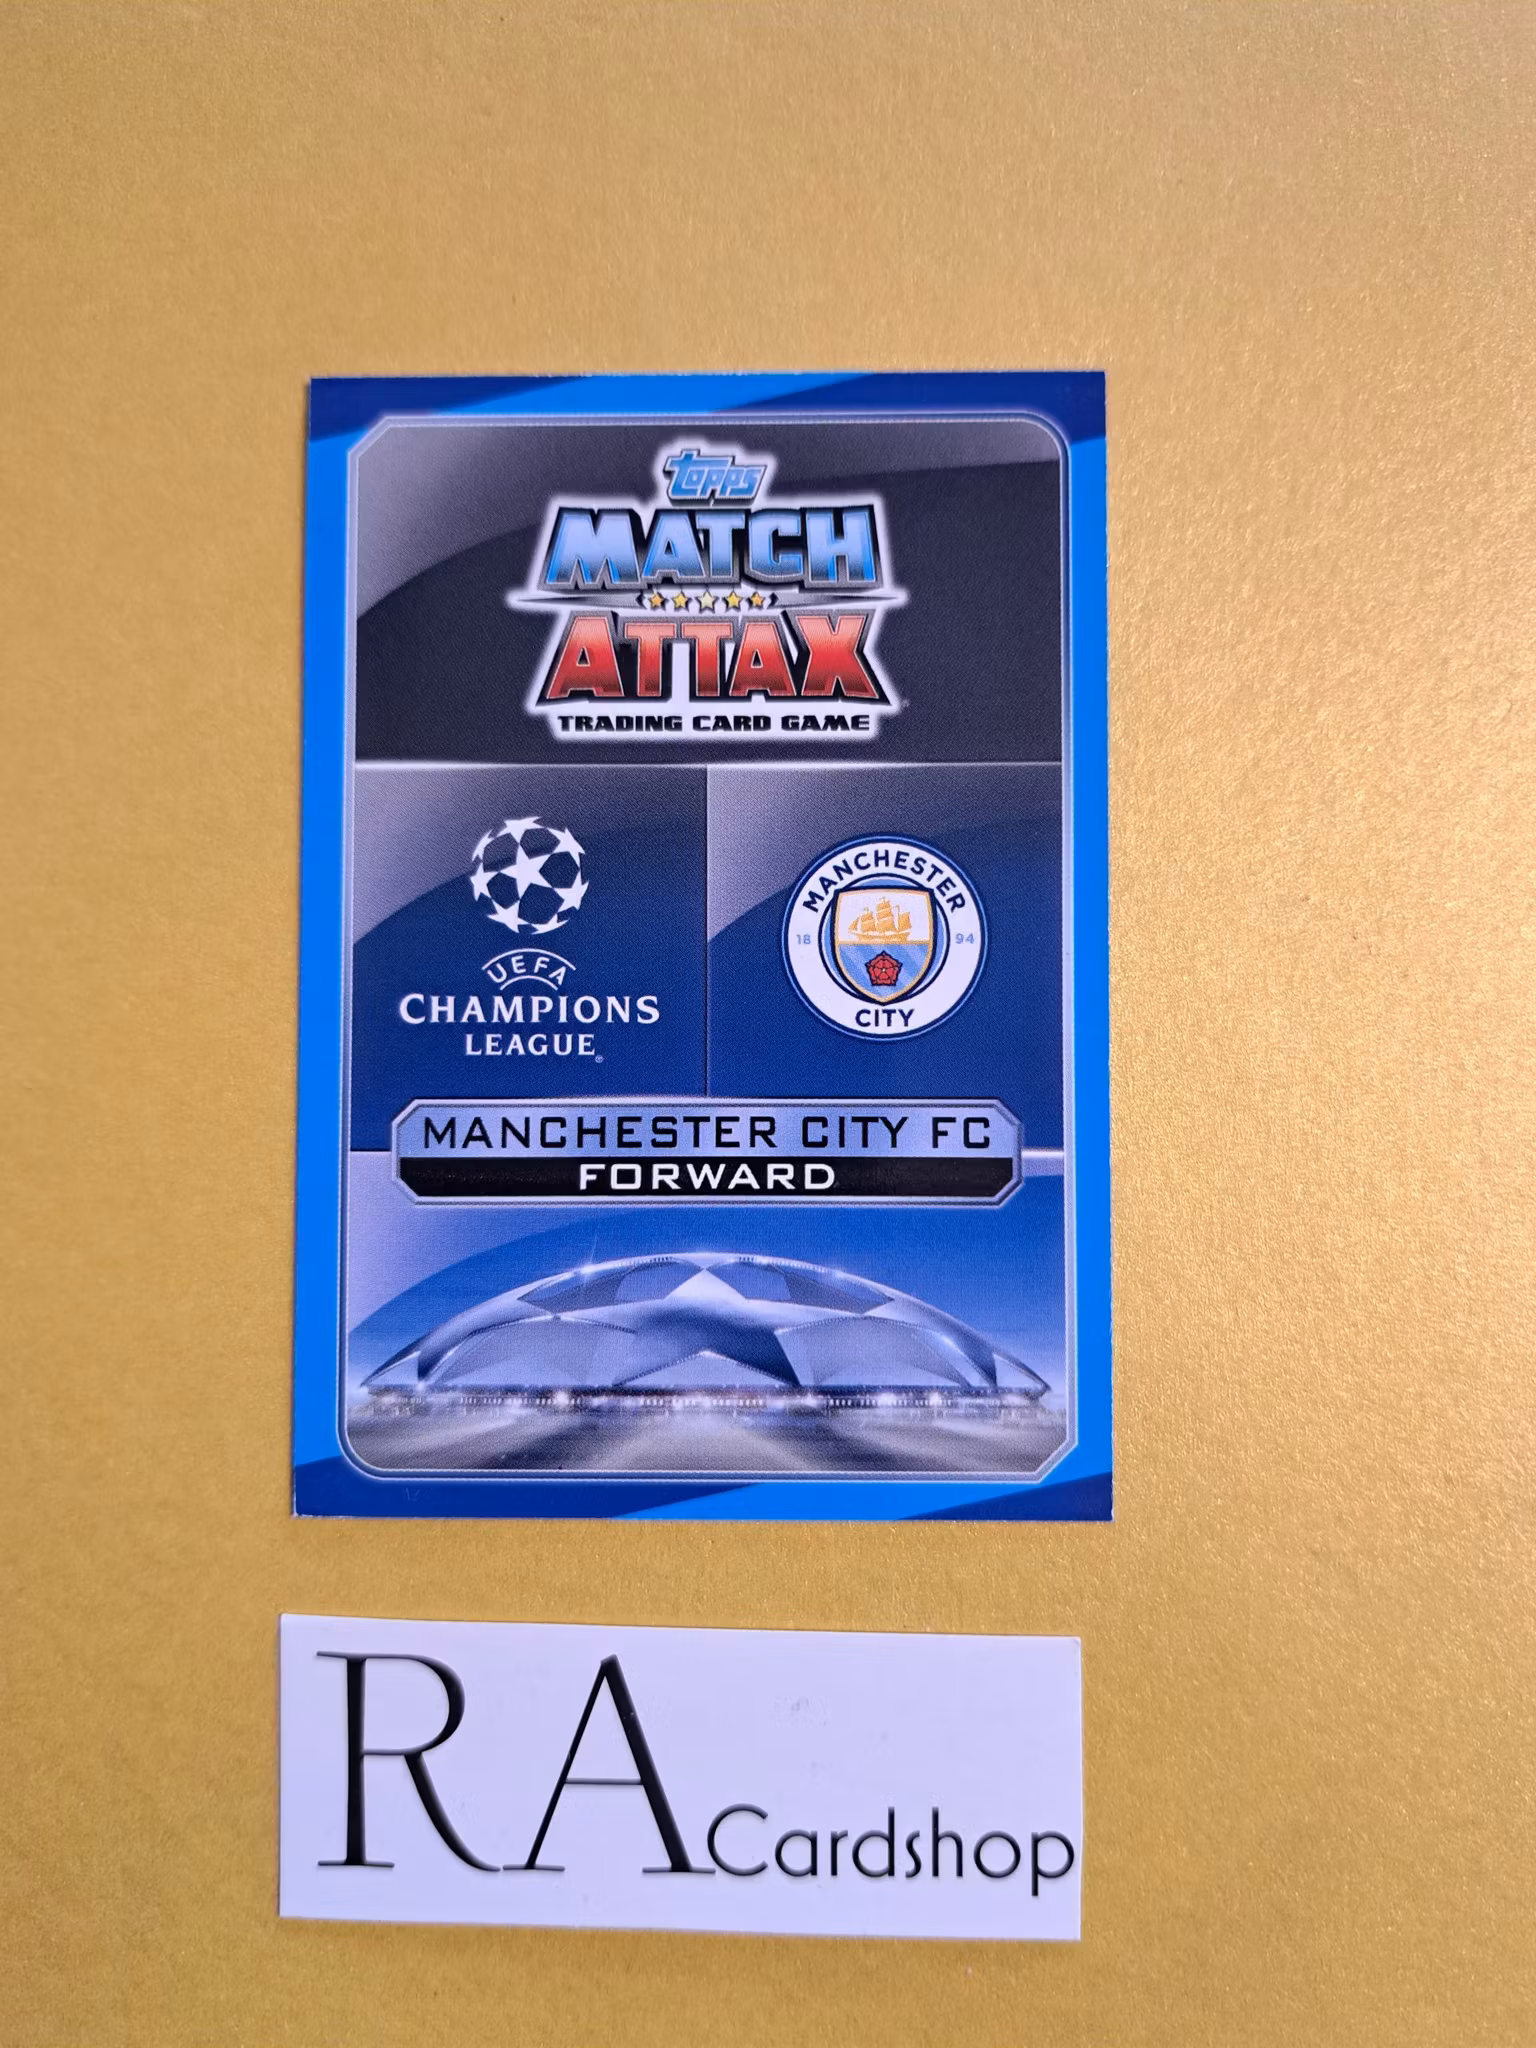 topps
MATCH
ATTAX
TRADING CARD GAME
UEFA
CHAMPIONS
LEAGUE®
MANCHESTER
18 94
CITY
MANCHESTER CITY FC
FORWARD
RA Cardshop